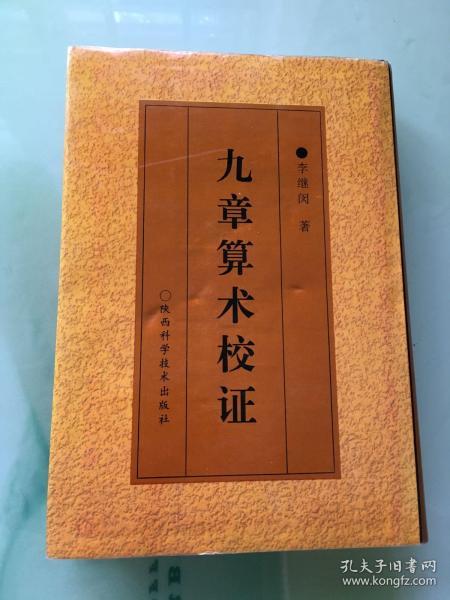 李继闵 著
九章算术校证
陕西科学技术出版社
孔夫子旧书网
www.kongfz.com